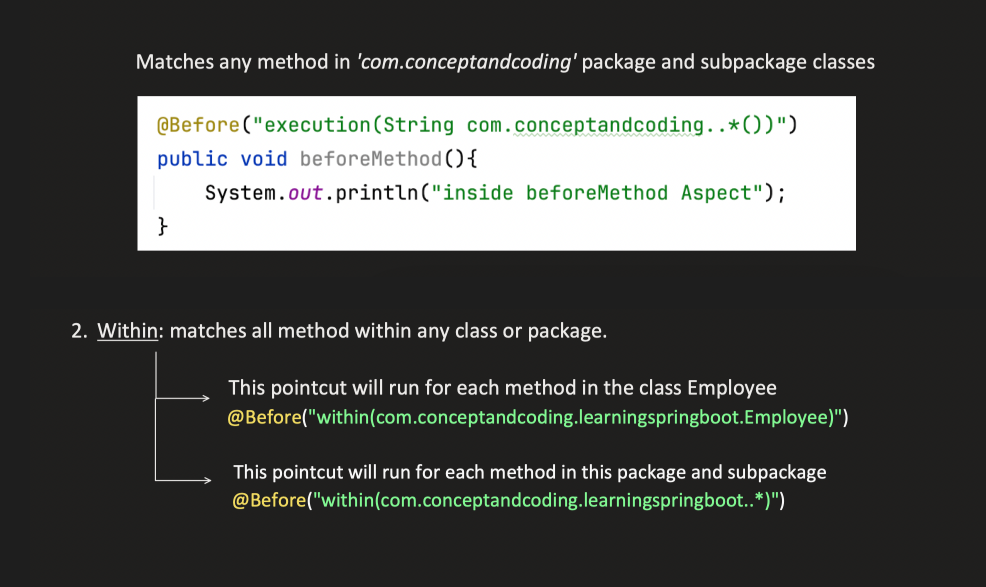 Matches any method in 'com.conceptandcoding' package and subpackage classes
@Before("execution(String com.conceptandcoding..*())")
public void beforeMethod(){
    System.out.println("inside beforeMethod Aspect");
}
2. Within: matches all method within any class or package.
This pointcut will run for each method in the class Employee
@Before("within(com.conceptandcoding.learningspringboot.Employee)")
This pointcut will run for each method in this package and subpackage
@Before("within(com.conceptandcoding.learningspringboot..*)")